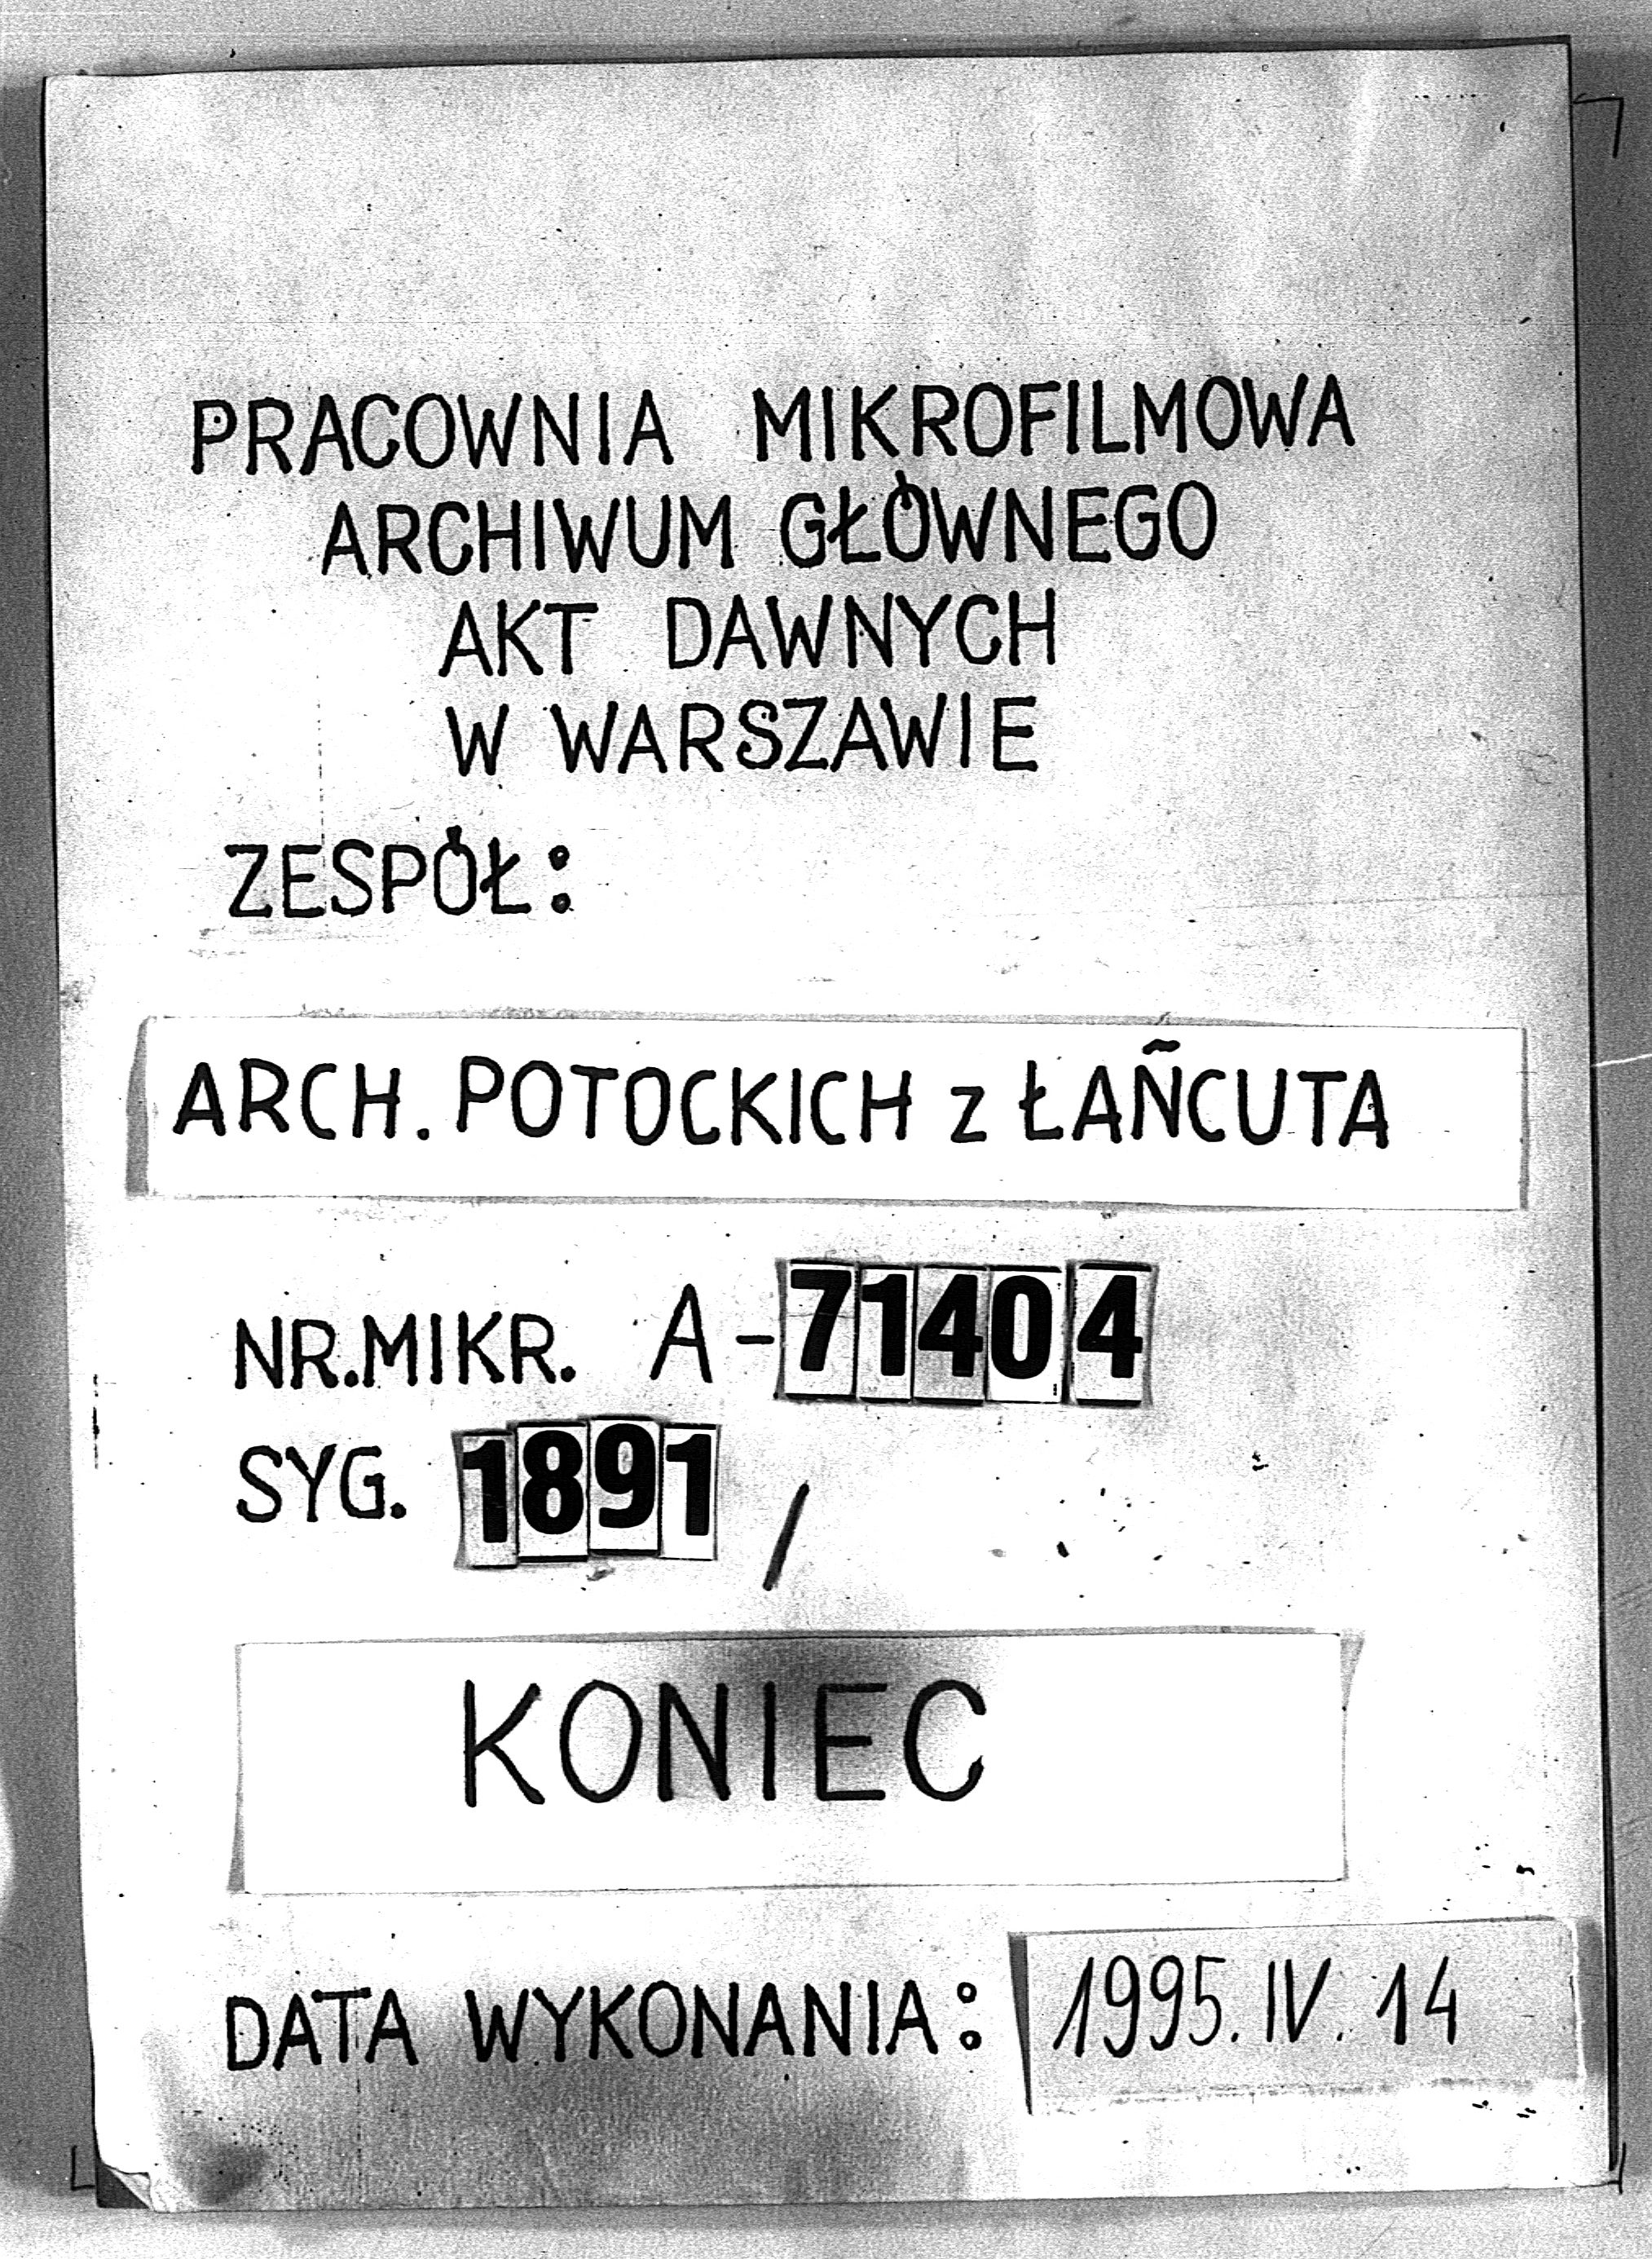 PRACOWNIA MIKROFILMOWA
ARCHIWUM GŁÓWNEGO
AKT DAWNYCH
W WARSZAWIE
ZESPÓŁ:
ARCH. POTOCKICH z ŁAÑCUTA
NR.MIKR. A-71404
SYG. 1891 /
KONIEC
DATA WYKONANIA: 1995. IV. 14